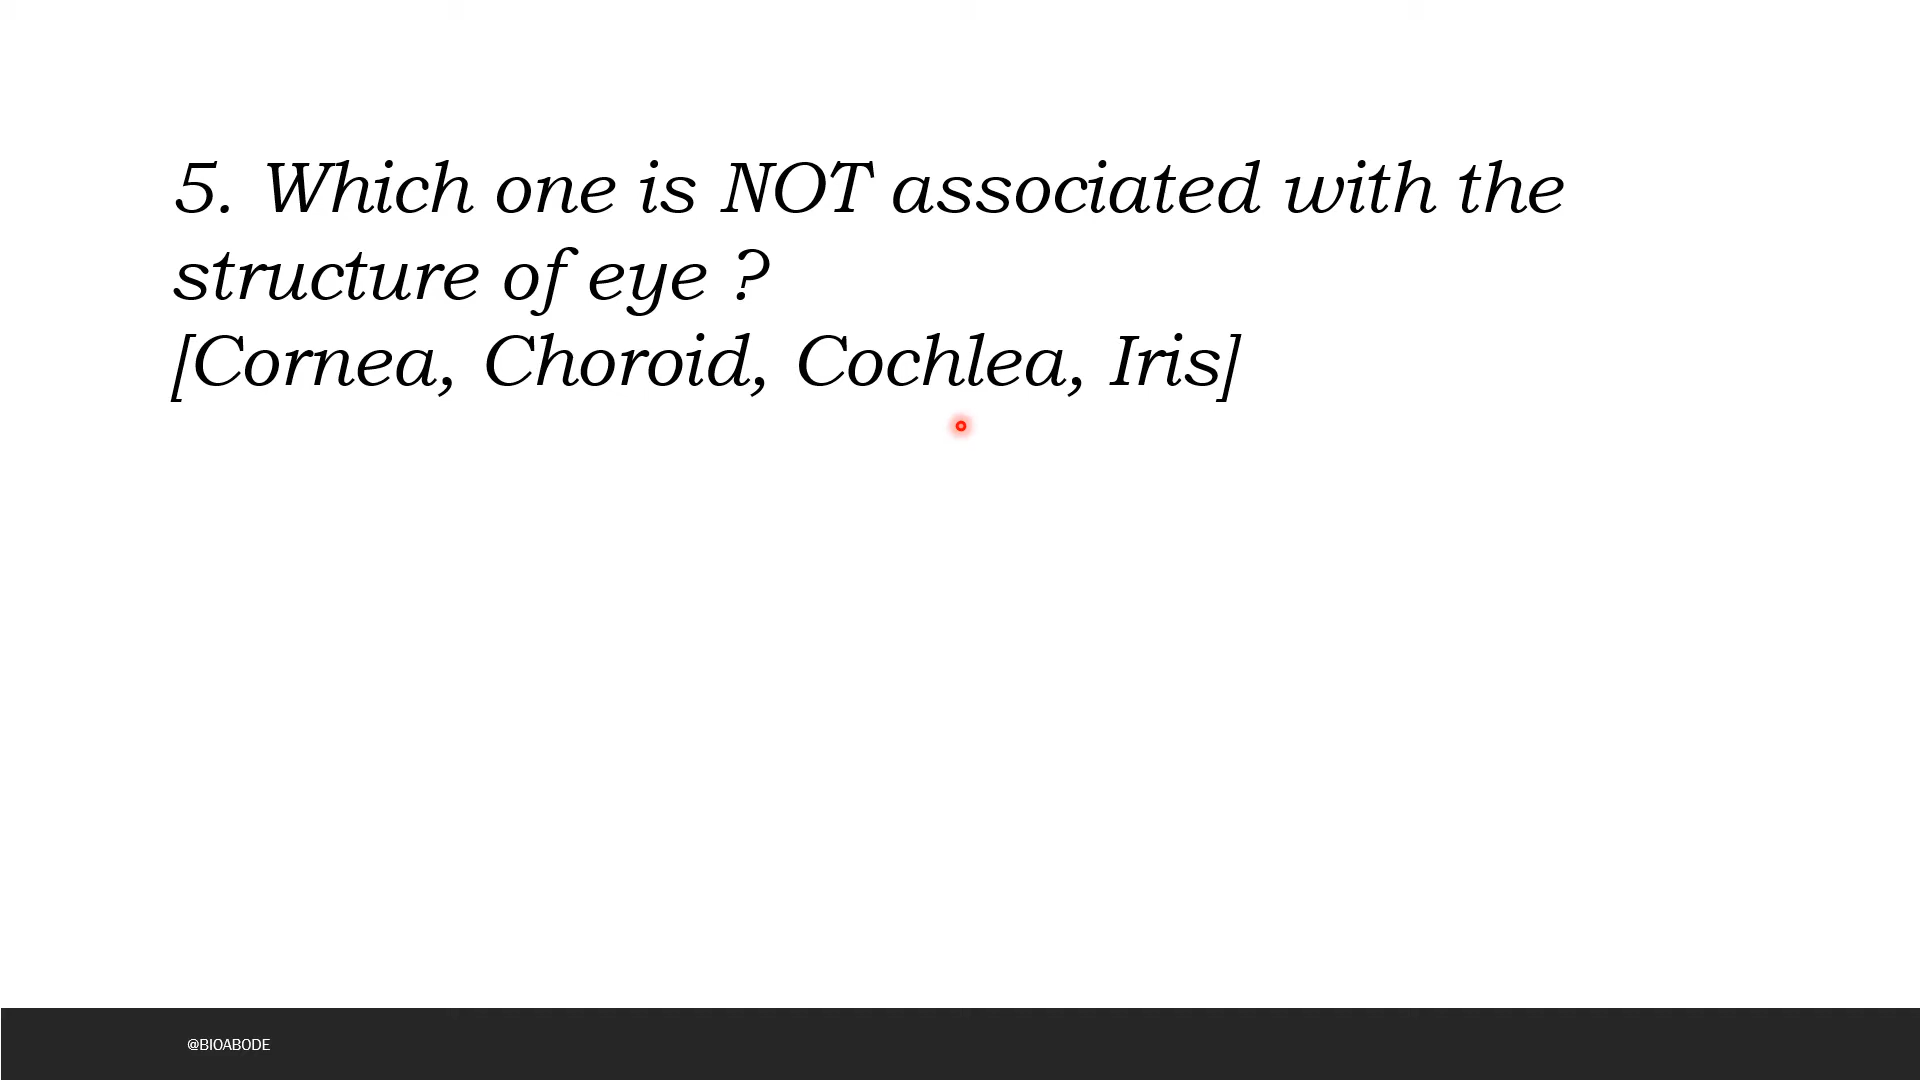 5. Which one is NOT associated with the
structure of eye ?
[Cornea, Choroid, Cochlea, Iris]
@BIOABODE